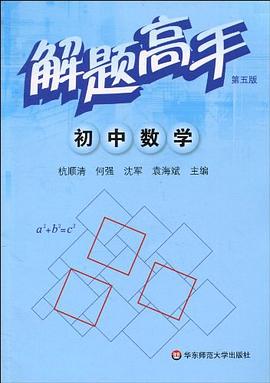 解题高手
第五版
初中数学
杭顺清 何强 沈军 袁海斌 主编
a²+b²=c²
华东师范大学出版社